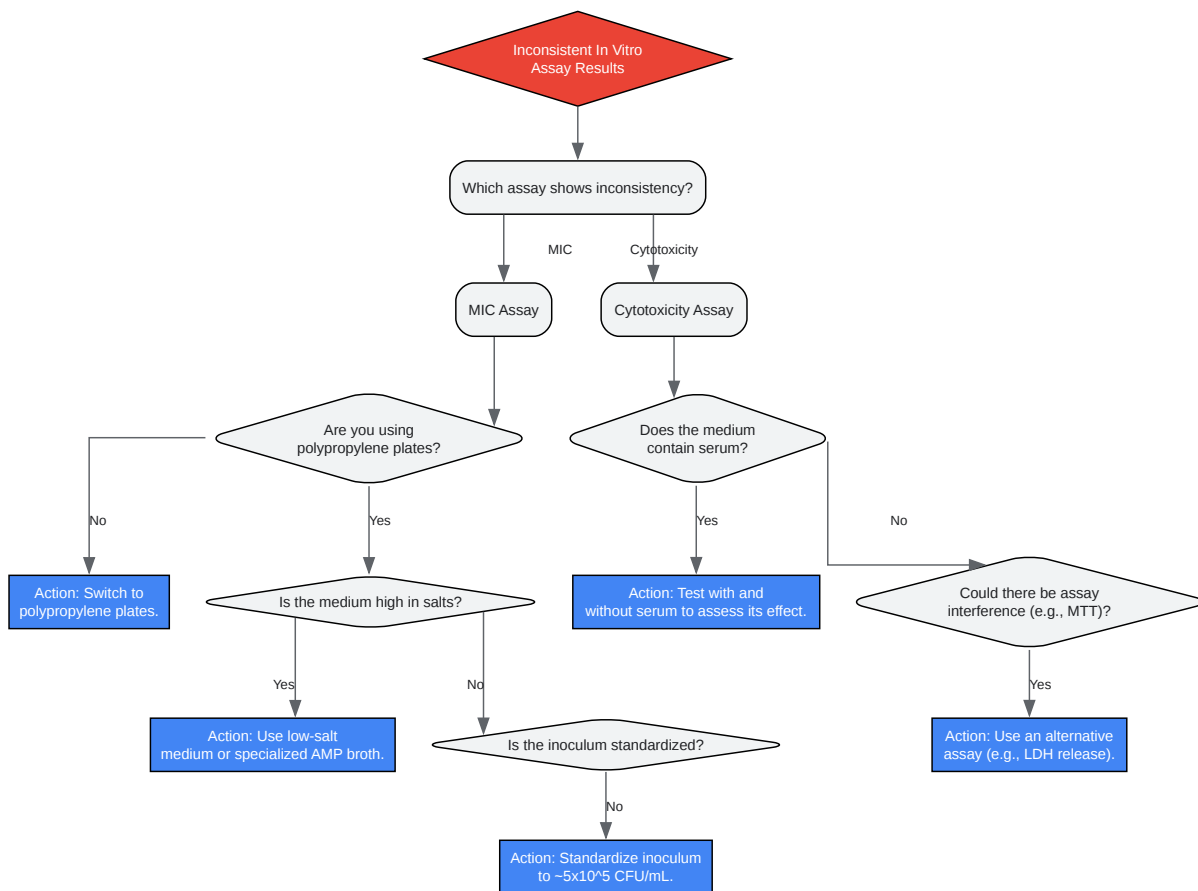 Inconsistent In Vitro
Assay Results
Which assay shows inconsistency?
MIC
Cytotoxicity
MIC Assay
Cytotoxicity Assay
Are you using
polypropylene plates?
Does the medium
contain serum?
No
Yes
Yes
No
Action: Switch to
polypropylene plates.
Is the medium high in salts?
Action: Test with and
without serum to assess its effect.
Could there be assay
interference (e.g., MTT)?
Yes
No
Yes
Action: Use low-salt
medium or specialized AMP broth.
Is the inoculum standardized?
Action: Use an alternative
assay (e.g., LDH release).
No
Action: Standardize inoculum
to ~5x10^5 CFU/mL.